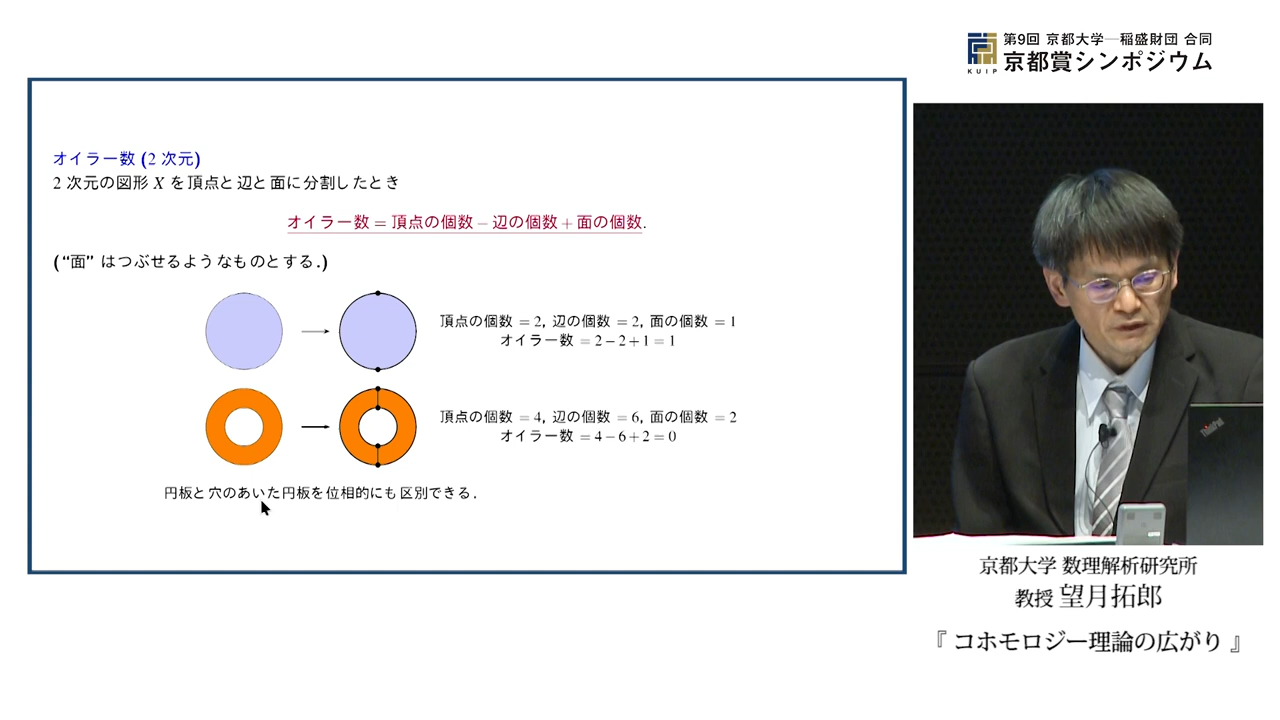 第9回 京都大学―稲盛財団 合同
京都賞シンポジウム
KUIP
オイラー数 (2 次元)
2 次元の図形 X を頂点と辺と面に分割したとき
オイラー数 = 頂点の個数 − 辺の個数 + 面の個数.
(“面” はつぶせるようなものとする.)
頂点の個数 = 2, 辺の個数 = 2, 面の個数 = 1
オイラー数 = 2 − 2 + 1 = 1
頂点の個数 = 4, 辺の個数 = 6, 面の個数 = 2
オイラー数 = 4 − 6 + 2 = 0
円板と穴のあいた円板を位相的にも区別できる.
ThinkPad
京都大学 数理解析研究所
教授 望月拓郎
『 コホモロジー理論の広がり 』